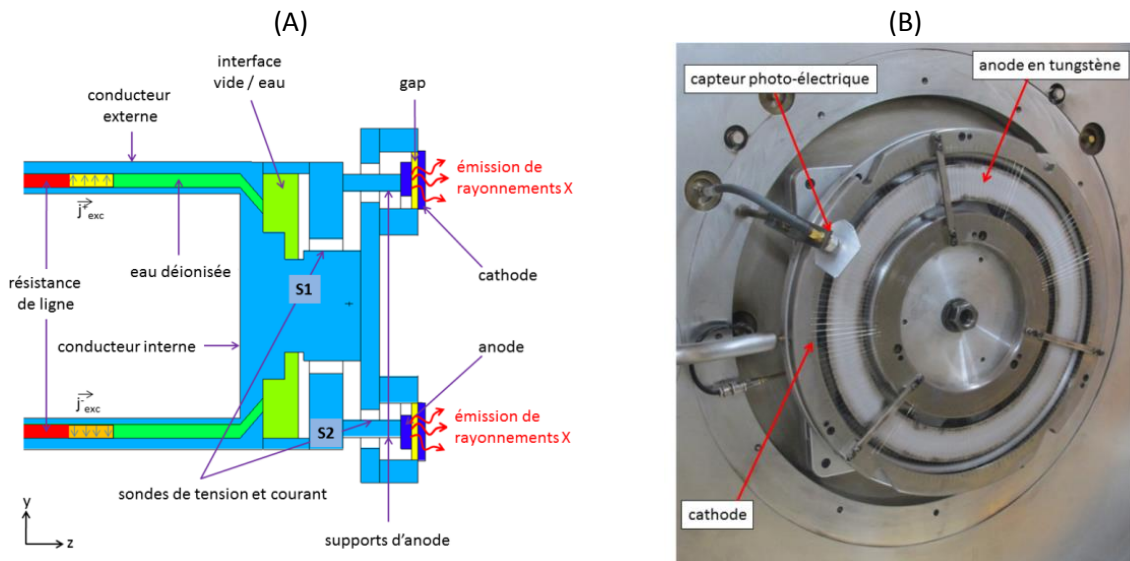 (A)
(B)
interface
vide / eau
gap
conducteur
externe
émission de
rayonnements X
j+exc
eau déionisée
cathode
résistance
de ligne
S1
conducteur interne
anode
j-exc
S2
émission de
rayonnements X
sondes de tension et courant
supports d'anode
y
z
capteur photo-électrique
anode en tungstène
cathode